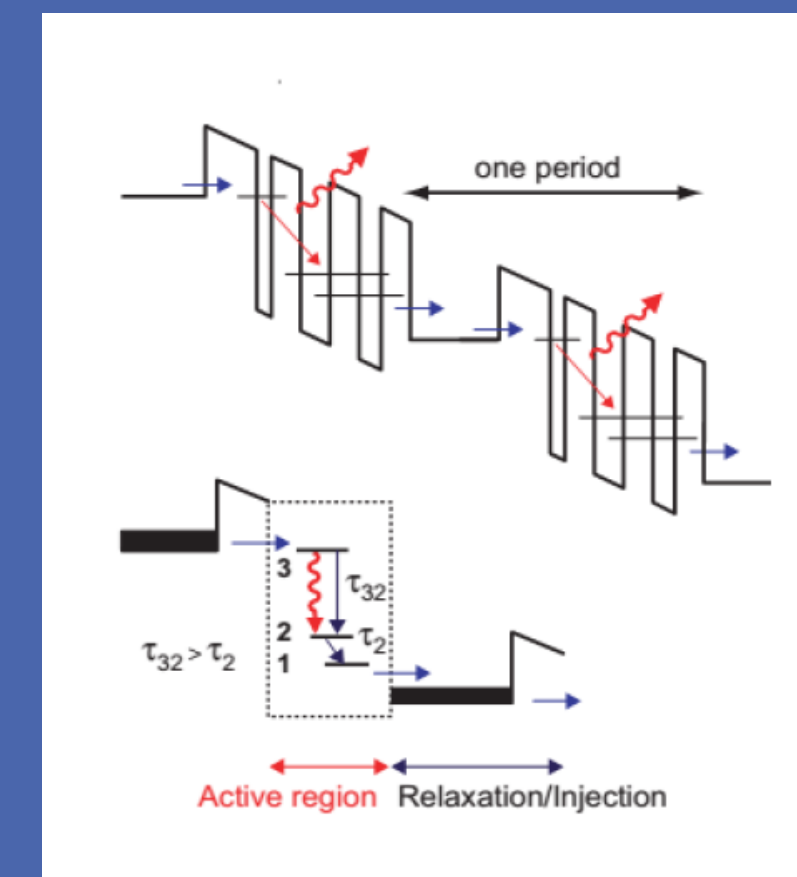 one period
3
τ32
2
τ2
τ32 > τ2
1
Active region
Relaxation/Injection